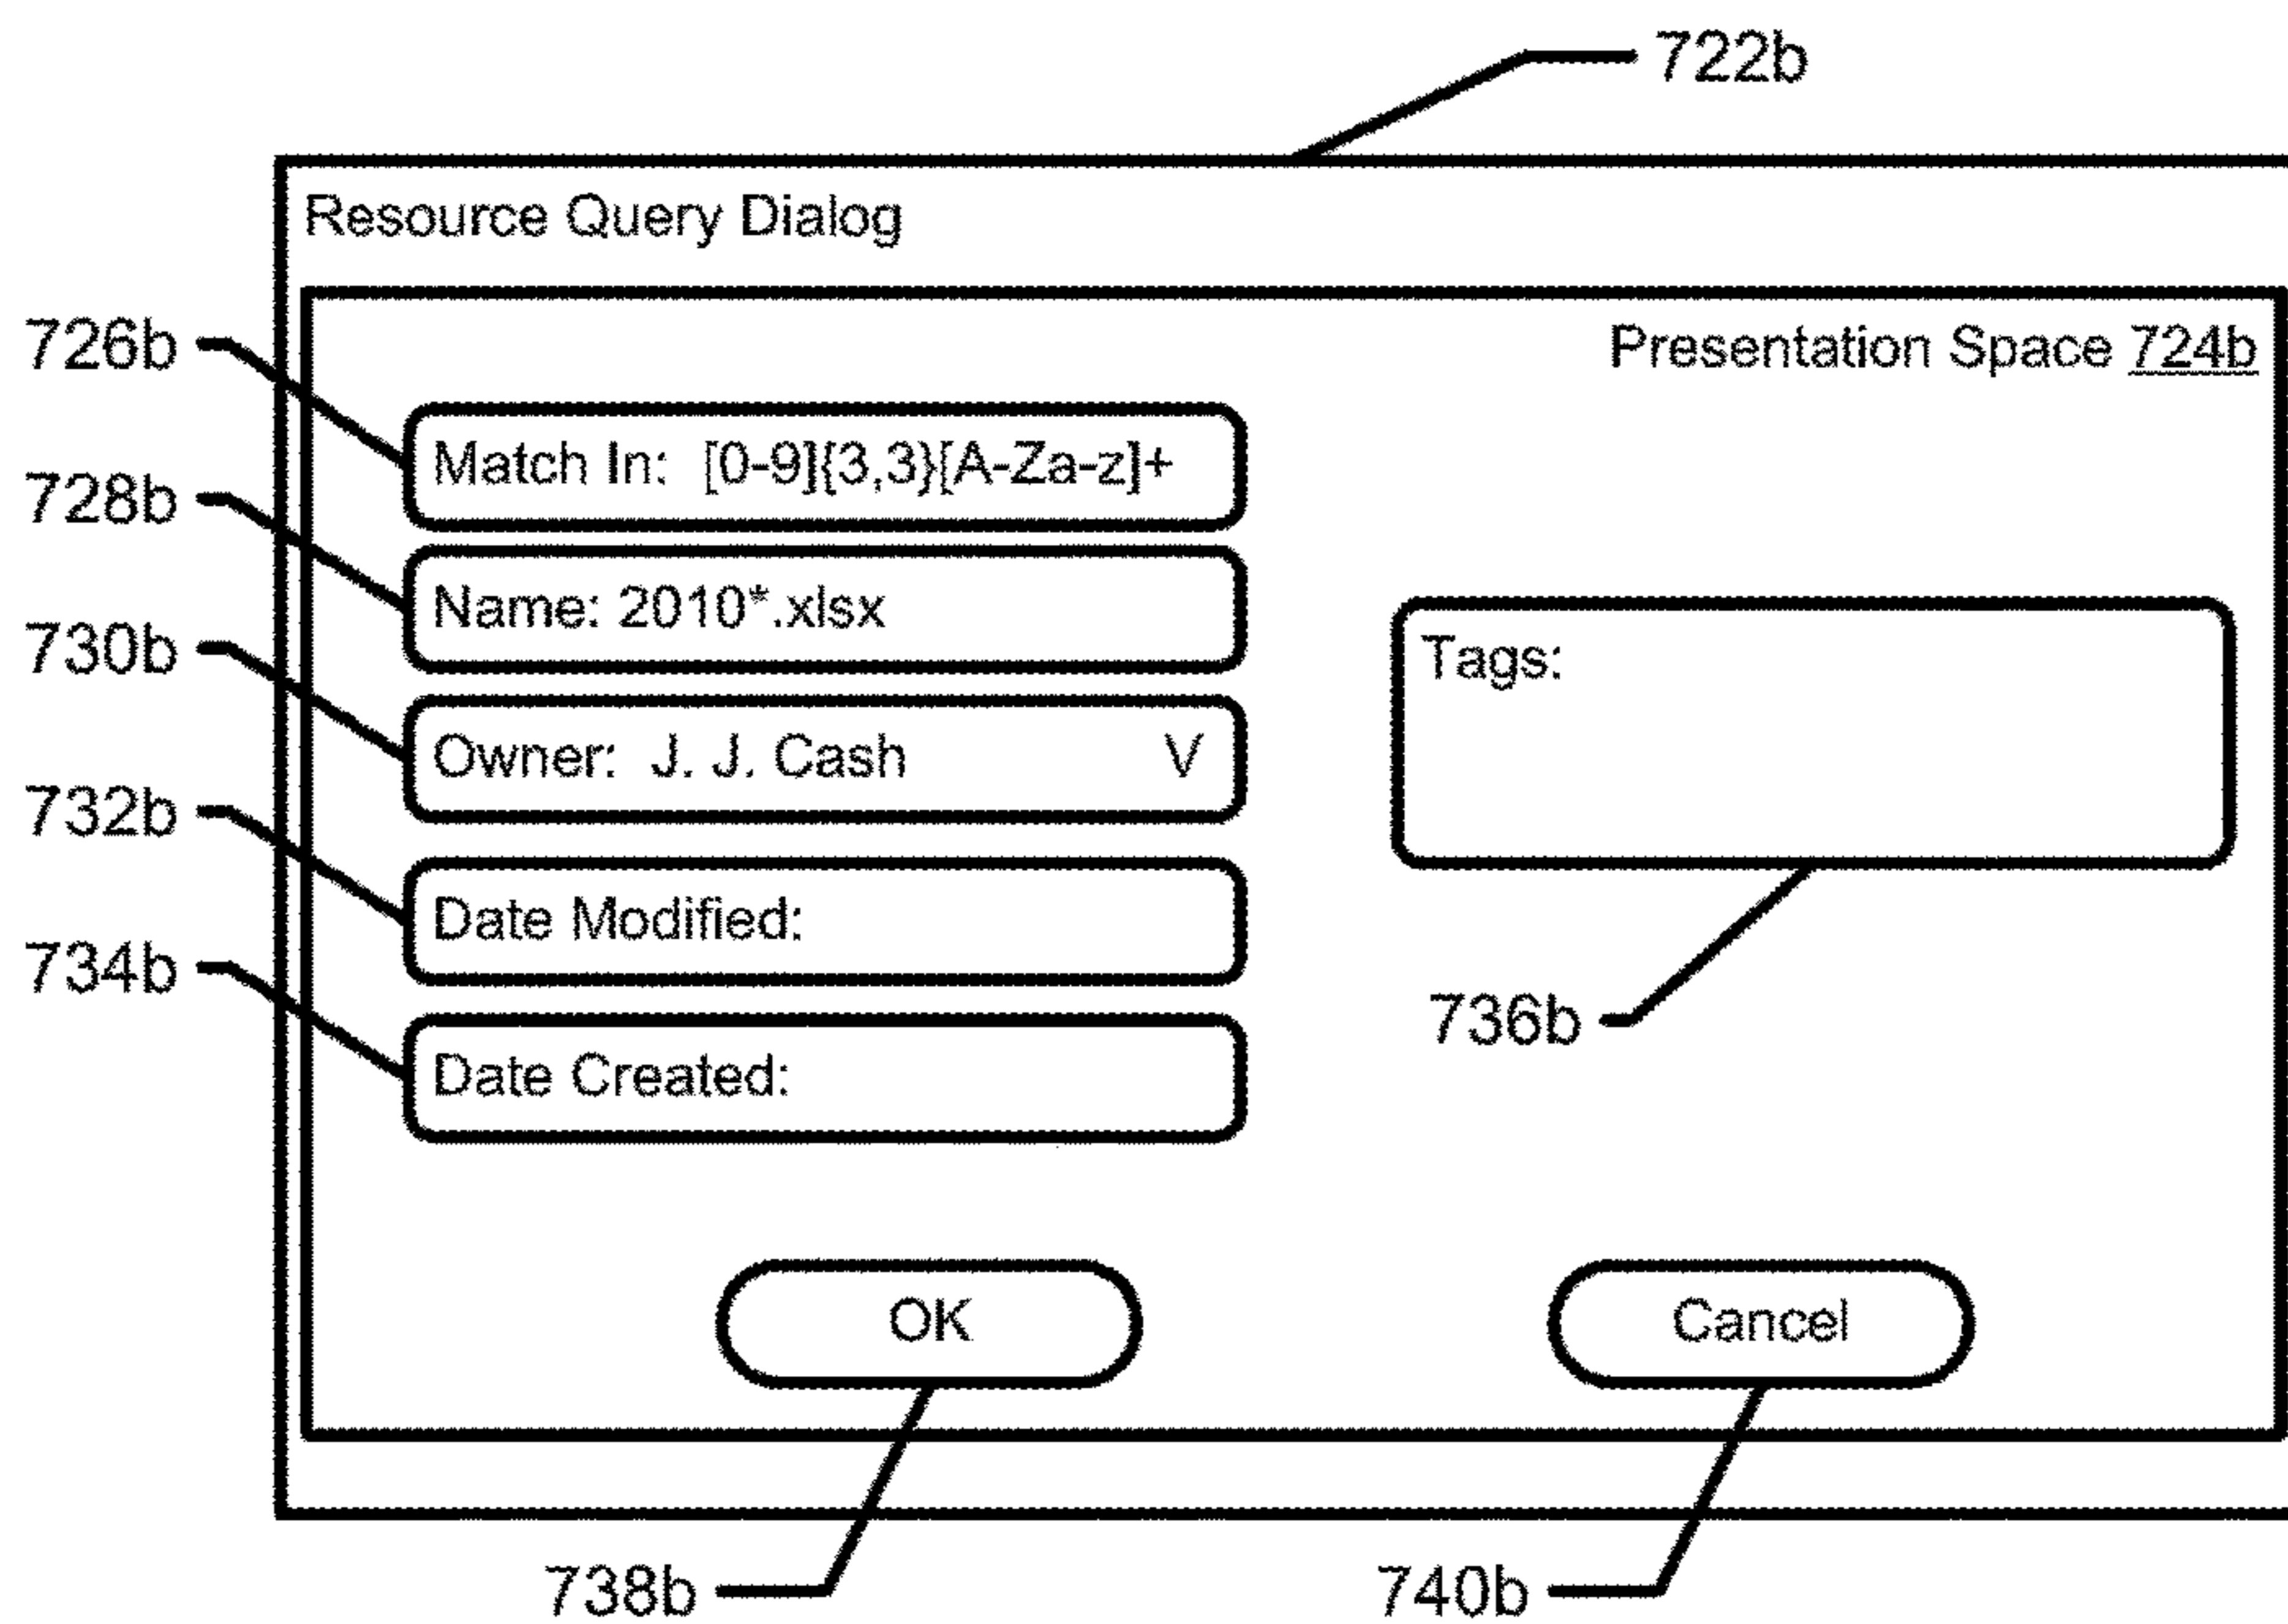 722b
Resource Query Dialog
Presentation Space 724b
726b
Match In: [0-9]{3,3}[A-Za-z]+
728b
Name: 2010*.xlsx
730b
Owner: J. J. Cash V
Tags:
732b
Date Modified:
734b
Date Created:
736b
OK
Cancel
738b
740b